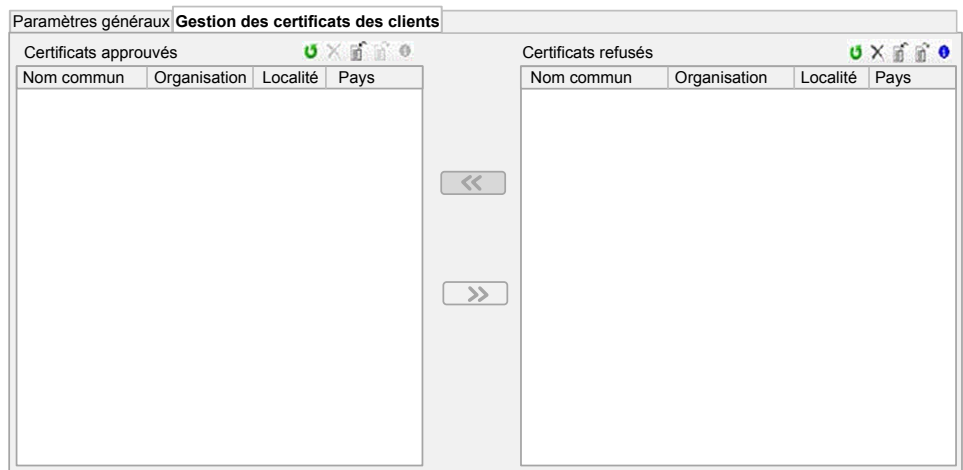 Paramètres généraux Gestion des certificats des clients
Certificats approuvés
Nom commun Organisation Localité Pays
Certificats refusés
Nom commun Organisation Localité Pays